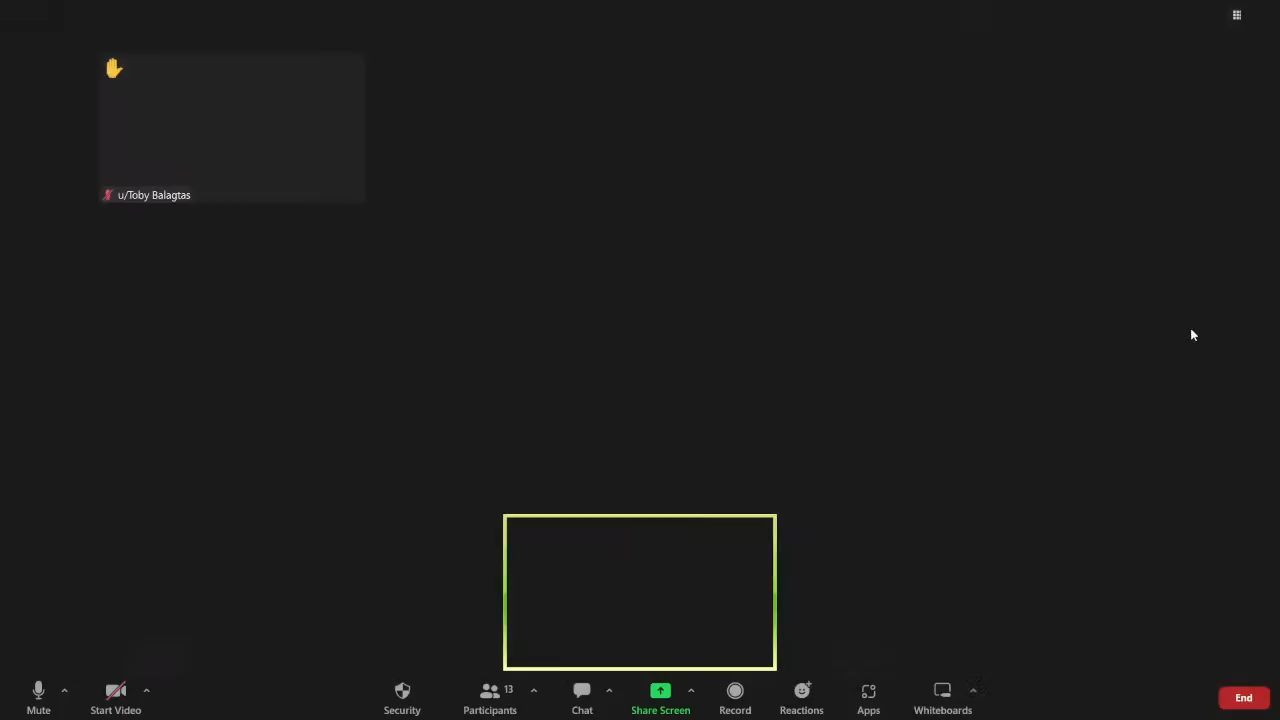 u/Toby Balagtas
13
Mute
Start Video
Security
Participants
Chat
Share Screen
Record
Reactions
Apps
Whiteboards
End